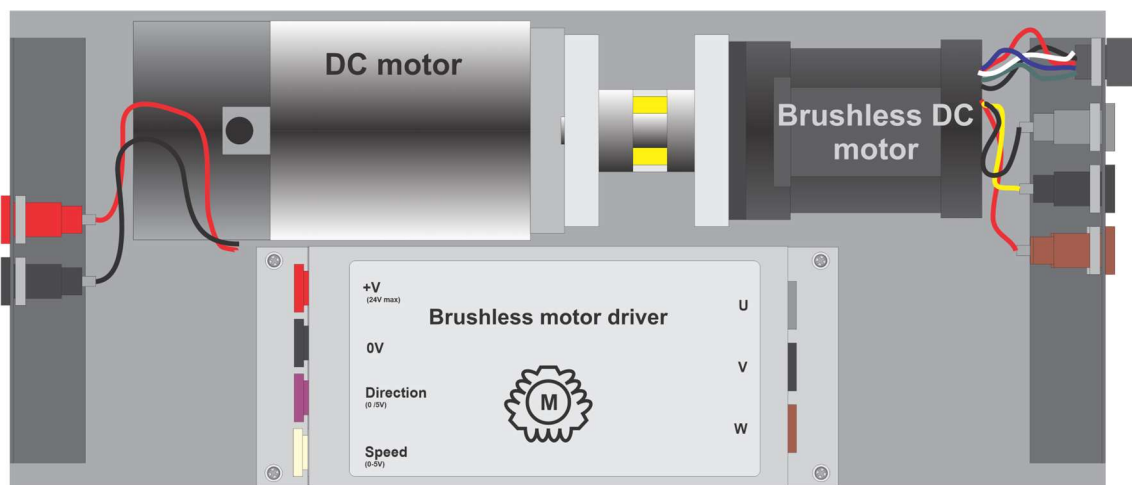 DC motor
Brushless DC
motor
+V
(24V max)
Brushless motor driver
U
0V
V
Direction
(0 /5V)
M
W
Speed
(0-5V)